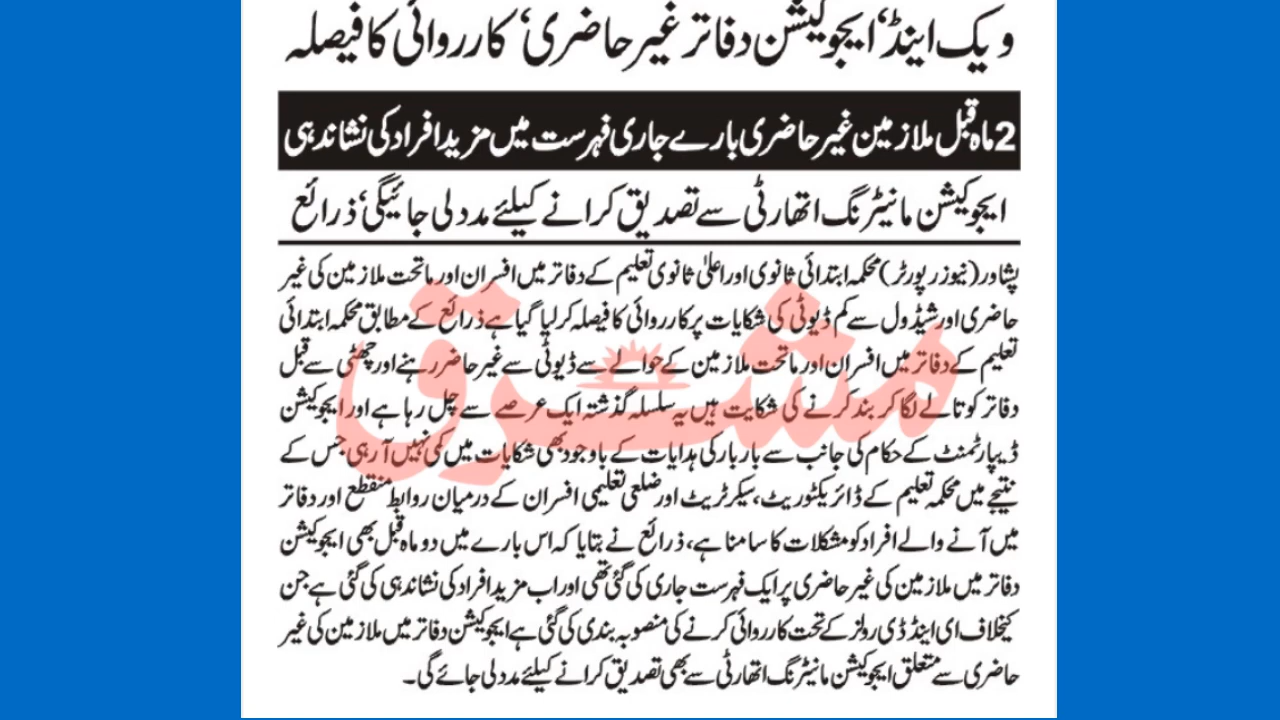 ویک اینڈ‘ ایجوکیشن دفاتر غیر حاضری‘ کارروائی کا فیصلہ
2 ماہ قبل ملازمین غیر حاضری بارے جاری فہرست میں مزید افراد کی نشاندہی
ایجوکیشن مانیٹرنگ اتھارٹی سے تصدیق کرانے کیلئے مدد لی جائیگی‘ ذرائع
پشاور (نیوز رپورٹر) محکمہ ابتدائی ثانوی اور اعلیٰ ثانوی تعلیم کے دفاتر میں افسران اور ماتحت ملازمین کی غیر
حاضری اور شیڈول سے کم ڈیوٹی کی شکایات پر کارروائی کا فیصلہ کر لیا گیا ہے ذرائع کے مطابق محکمہ ابتدائی
تعلیم کے دفاتر میں افسران اور ماتحت ملازمین کے حوالے سے ڈیوٹی سے غیر حاضر رہنے اور چھٹی سے قبل
دفاتر کو تالے لگا کر بند کرنے کی شکایت ہیں یہ سلسلہ گذشتہ ایک عرصے سے چل رہا ہے اور ایجوکیشن
ڈیپارٹمنٹ کے حکام کی جانب سے بار بار کی ہدایات کے باوجود بھی شکایات میں کمی نہیں آ رہی جس کے
نتیجے میں محکمہ تعلیم کے ڈائریکٹوریٹ، سیکرٹریٹ اور ضلعی تعلیمی افسران کے درمیان روابط منقطع اور دفاتر
میں آنے والے افراد کو مشکلات کا سامنا ہے، ذرائع نے بتایا کہ اس بارے میں دو ماہ قبل بھی ایجوکیشن
دفاتر میں ملازمین کی غیر حاضری پر ایک فہرست جاری کی گئی تھی اور اب مزید افراد کی نشاندہی کی گئی ہے جن
کیخلاف ای اینڈ ڈی رولز کے تحت کارروائی کرنے کی منصوبہ بندی کی گئی ہے ایجوکیشن دفاتر میں ملازمین کی غیر
حاضری سے متعلق ایجوکیشن مانیٹرنگ اتھارٹی سے بھی تصدیق کرانے کیلئے مدد لی جائے گی۔
مشرق